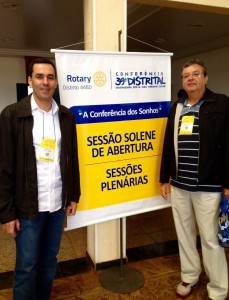 Rotary
Distrito 4480
CONFERÊNCIA
39ª DISTRITAL
"A Conferência dos Sonhos"
SESSÃO SOLENE
DE ABERTURA
SESSÕES
PLENÁRIAS